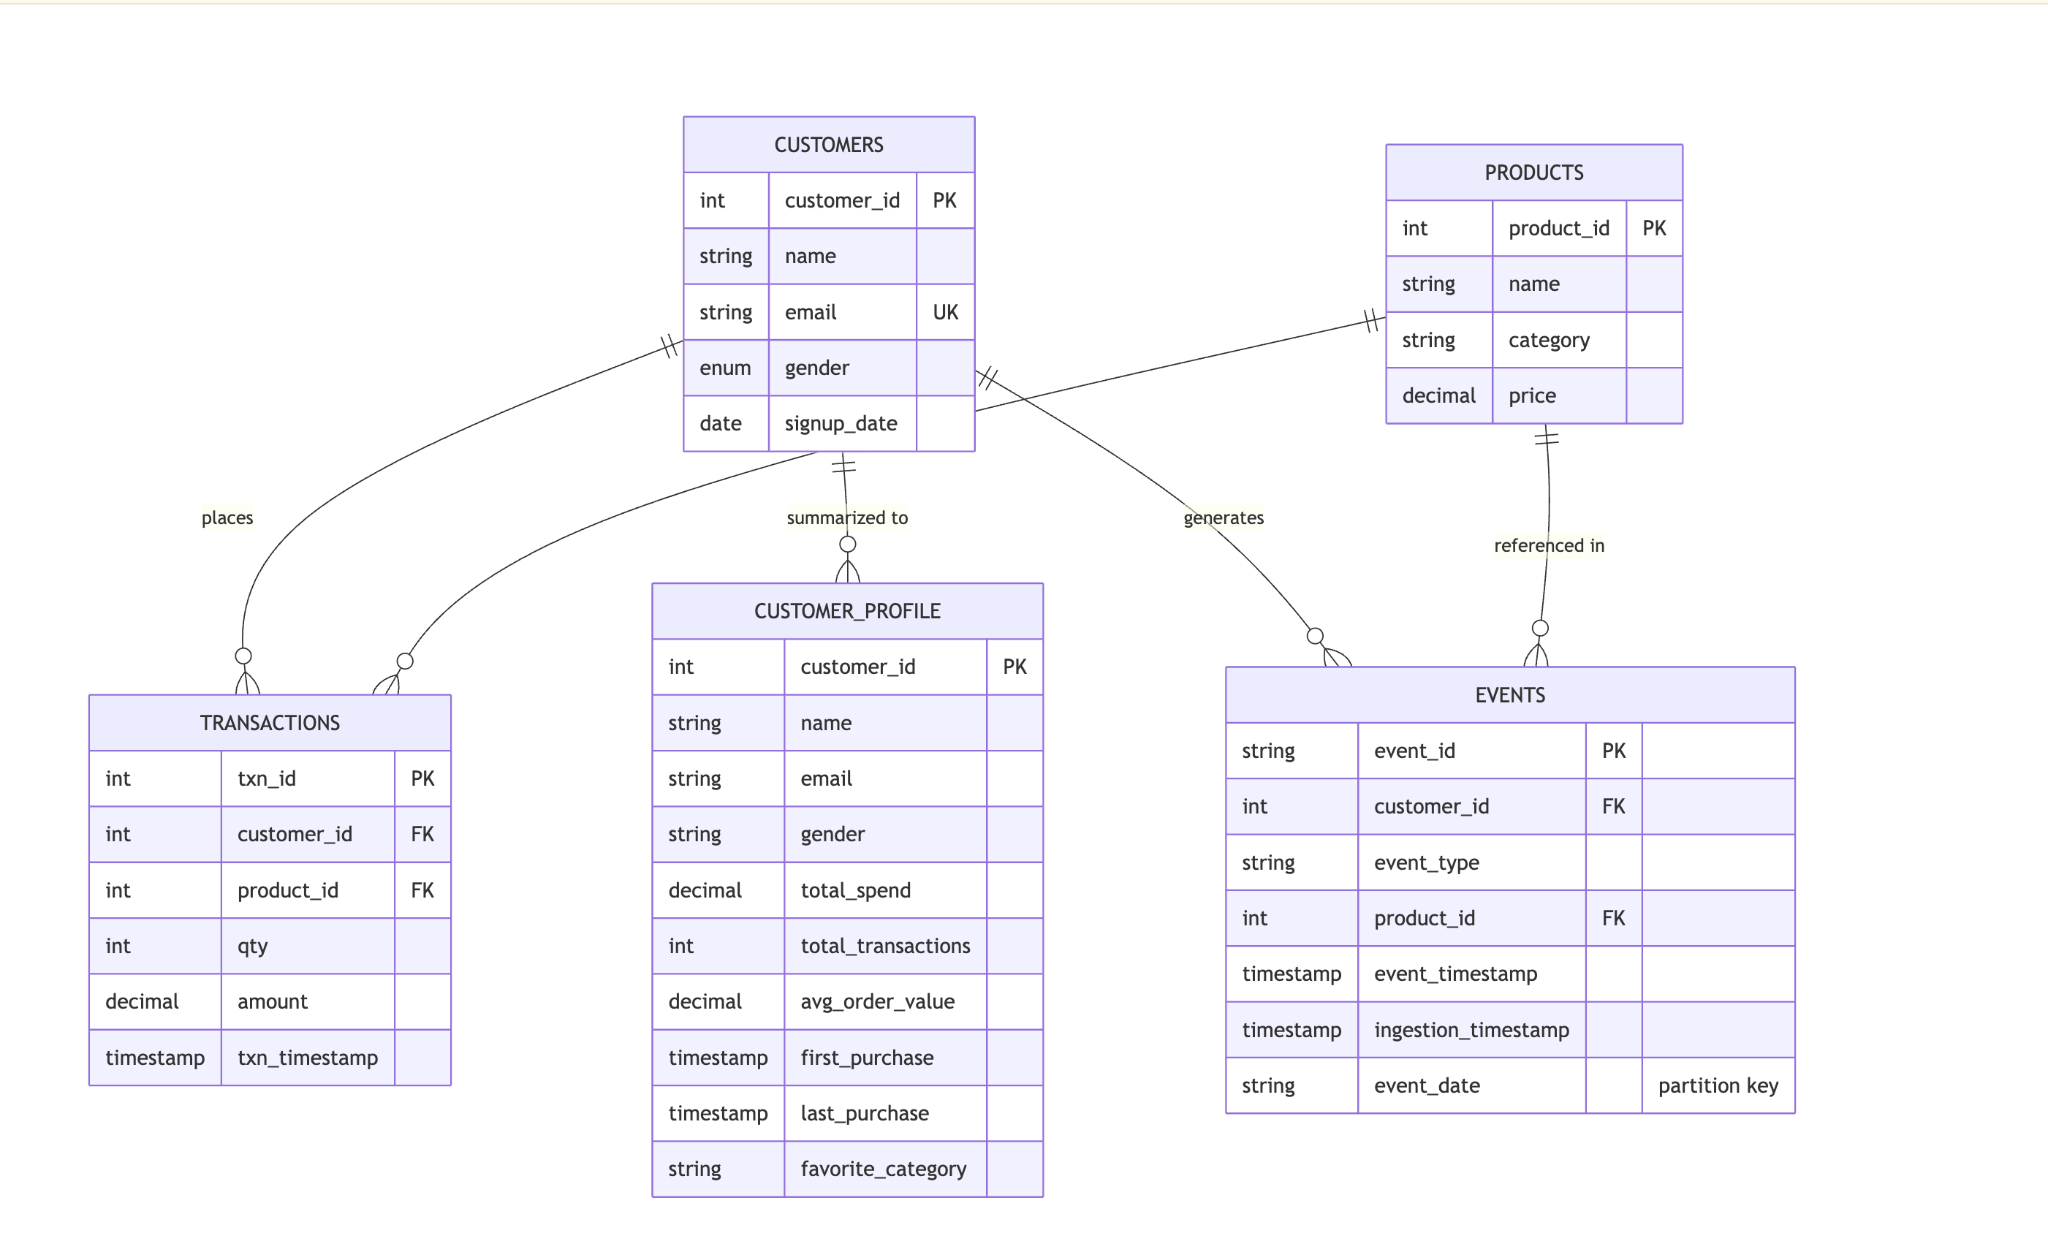 CUSTOMERS
int customer_id PK
string name
string email UK
enum gender
date signup_date
PRODUCTS
int product_id PK
string name
string category
decimal price
places
summarized to
generates
referenced in
TRANSACTIONS
int txn_id PK
int customer_id FK
int product_id FK
int qty
decimal amount
timestamp txn_timestamp
CUSTOMER_PROFILE
int customer_id PK
string name
string email
string gender
decimal total_spend
int total_transactions
decimal avg_order_value
timestamp first_purchase
timestamp last_purchase
string favorite_category
EVENTS
string event_id PK
int customer_id FK
string event_type
int product_id FK
timestamp event_timestamp
timestamp ingestion_timestamp
string event_date partition key